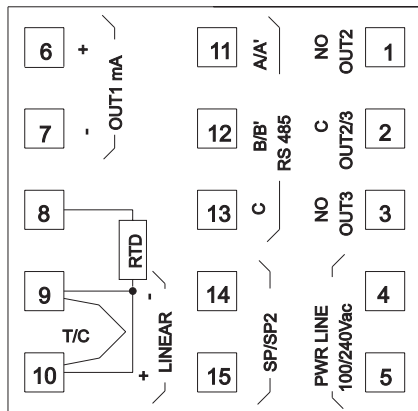 6 +
7 -
OUT1 mA
8
RTD
9
T/C
10
- +
LINEAR
11 A/A'
12 B/B'
13 C
RS 485
14
15
SP/SP2
NO OUT2 1
C OUT2/3 2
NO OUT3 3
4
5
PWR LINE
100/240Vac